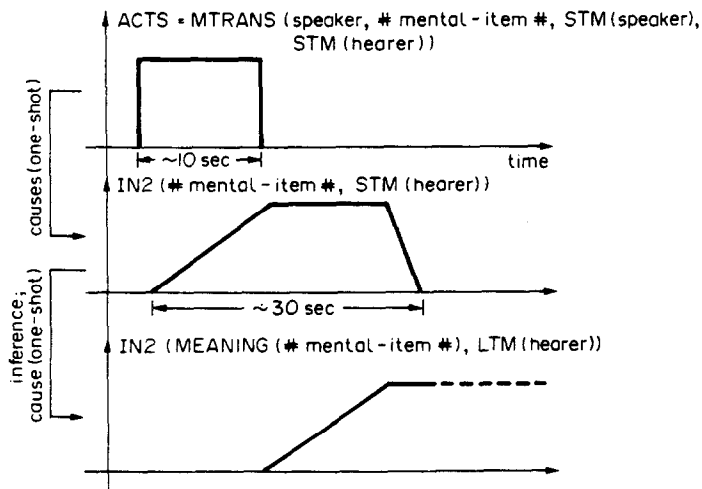 ACTS = MTRANS (speaker, # mental-item #, STM (speaker),
STM (hearer))
causes (one-shot)
~10 sec
time
IN2 (# mental-item #, STM (hearer))
~30 sec
inference;
cause (one-shot)
IN2 (MEANING (# mental-item #), LTM (hearer))